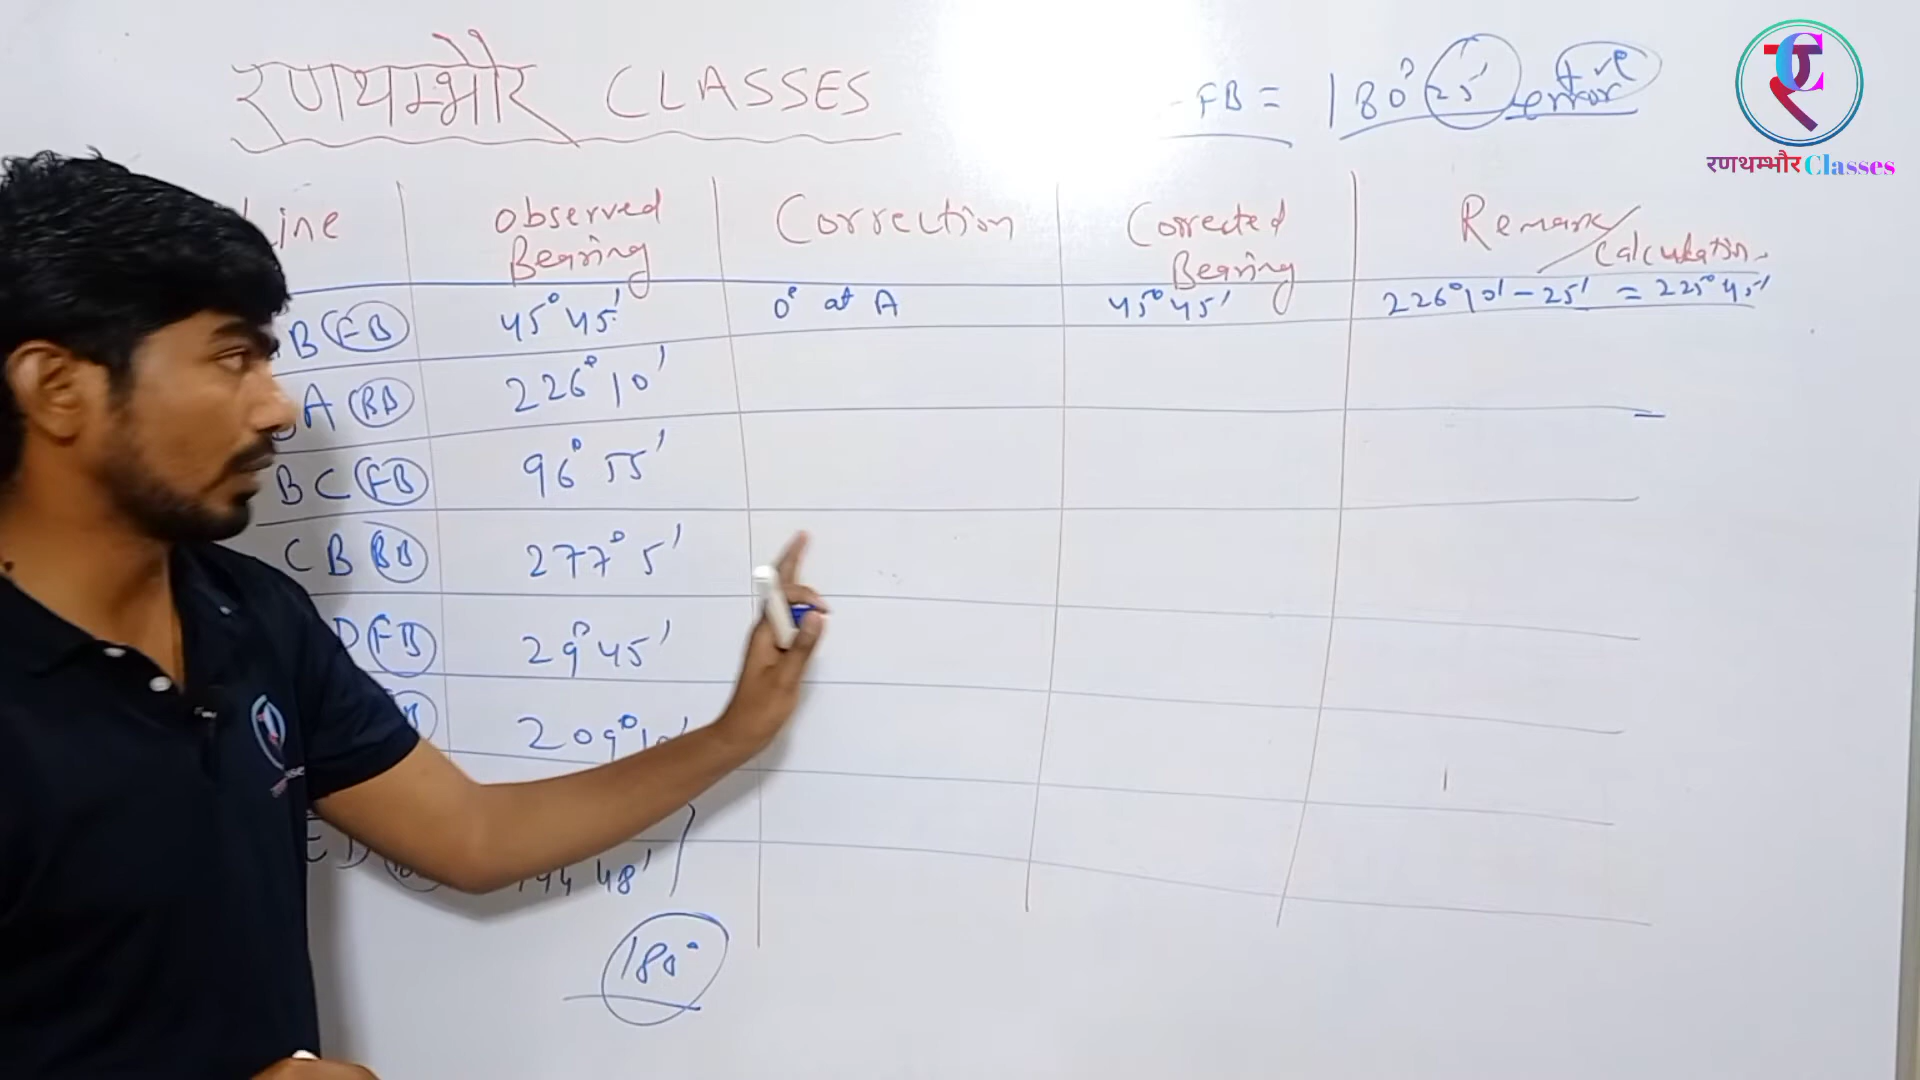 रणथम्भौर CLASSES
FB = 180° 25' error +ve
रणथम्भौर Classes
Line Observed Bearing Correction Corrected Bearing Remark/Calculation
B FB 45° 45' 0° at A 45° 45' 226° 10' - 25' = 225° 45'
A BB 226° 10'
BC FB 96° 55'
CB BB 277° 5'
D FB 29° 45'
209° 10'
ED 48'
180°